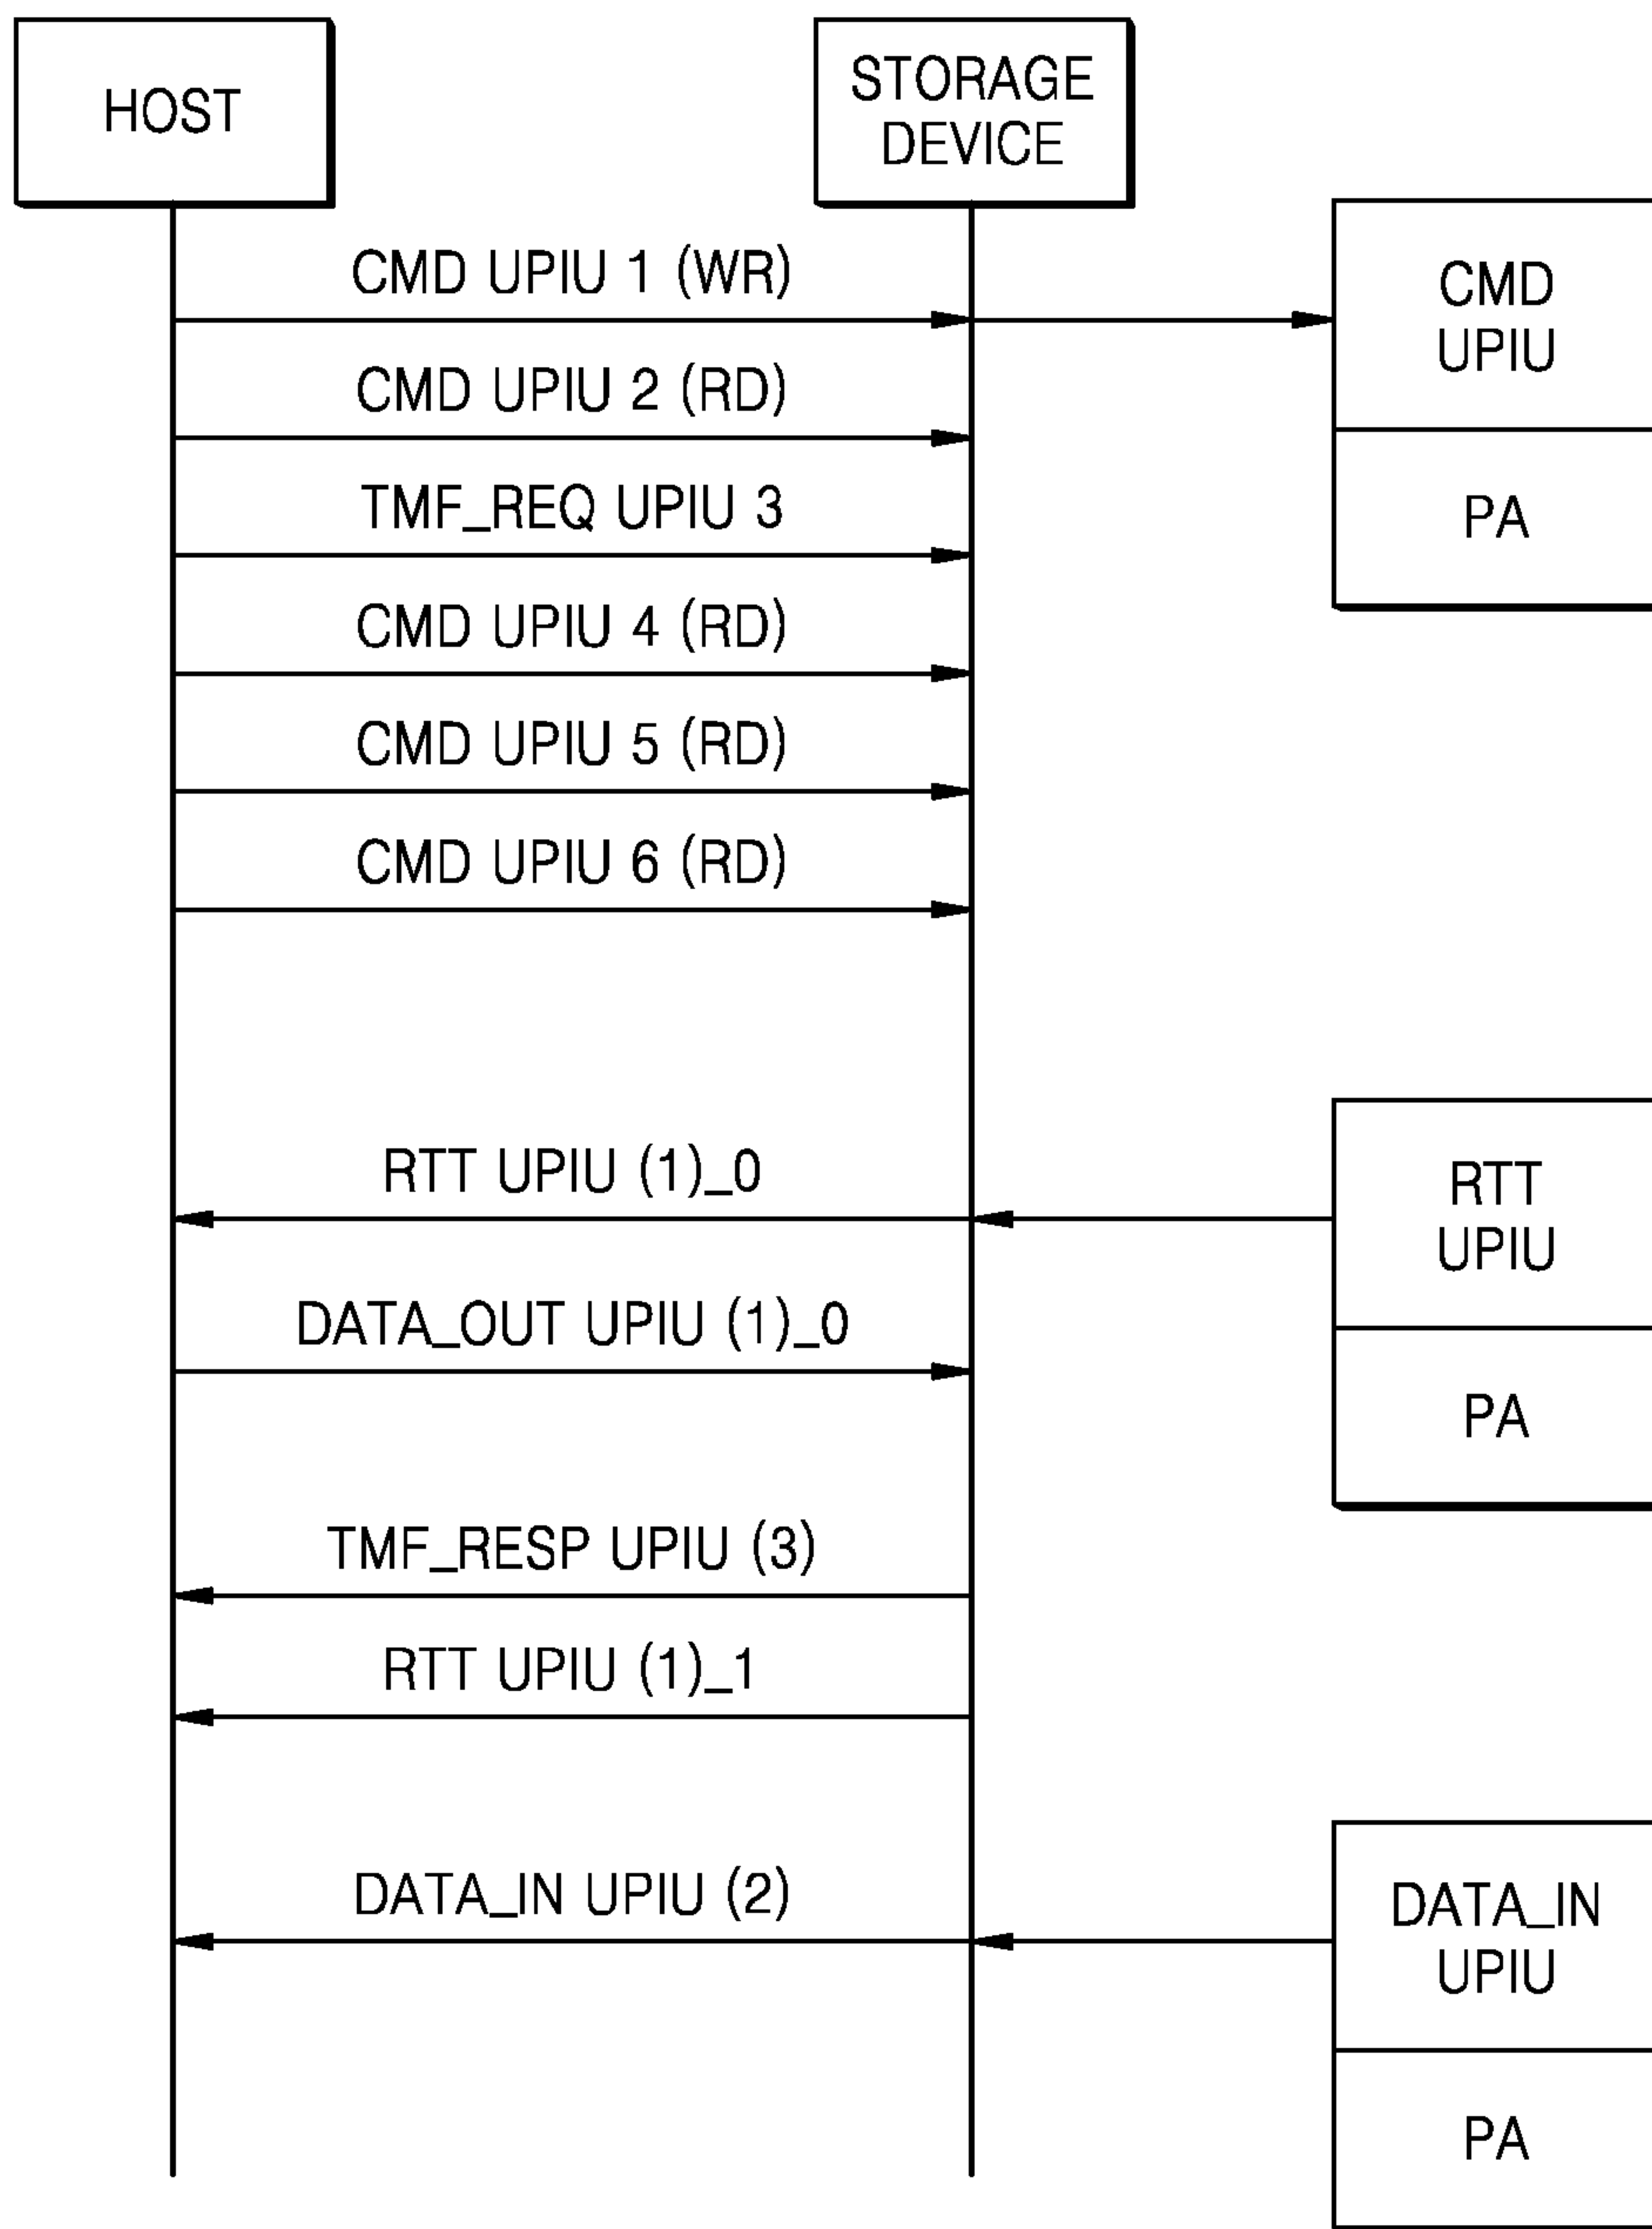 HOST
STORAGE
DEVICE
CMD UPIU 1 (WR)
CMD
UPIU
PA
CMD UPIU 2 (RD)
TMF_REQ UPIU 3
CMD UPIU 4 (RD)
CMD UPIU 5 (RD)
CMD UPIU 6 (RD)
RTT UPIU (1)_0
RTT
UPIU
PA
DATA_OUT UPIU (1)_0
TMF_RESP UPIU (3)
RTT UPIU (1)_1
DATA_IN UPIU (2)
DATA_IN
UPIU
PA